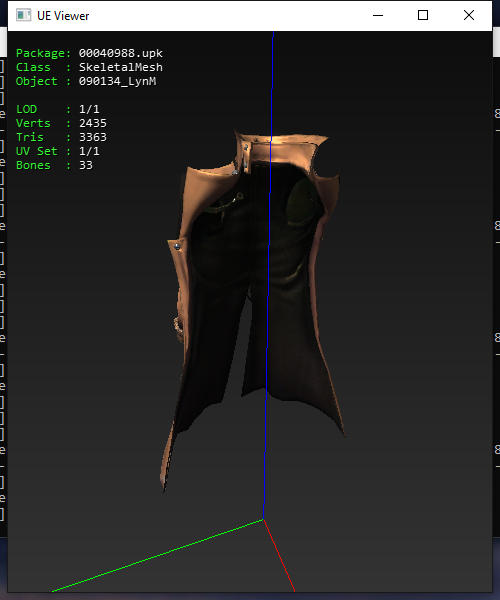 UE Viewer
Package: 00040988.upk
Class : SkeletalMesh
Object : 090134_LynM
LOD : 1/1
Verts : 2435
Tris : 3363
UV Set : 1/1
Bones : 33